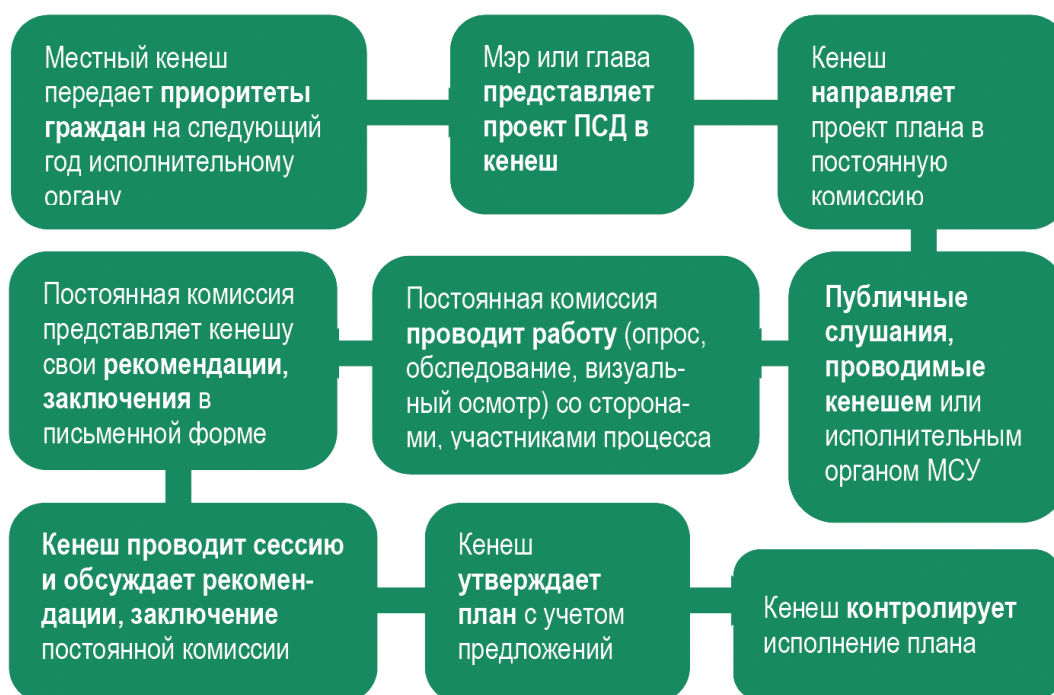 Местный кенеш
передает приоритеты
граждан на следующий
год исполнительному
органу
Мэр или глава
представляет
проект ПСД в
кенеш
Кенеш
направляет
проект плана в
постоянную
комиссию
Публичные
слушания,
проводимые
кенешем или
исполнительным
органом МСУ
Постоянная комиссия
проводит работу (опрос,
обследование, визуаль-
ный осмотр) со сторона-
ми, участниками процесса
Постоянная комиссия
представляет кенешу
свои рекомендации,
заключения в
письменной форме
Кенеш проводит сессию
и обсуждает рекомен-
дации, заключение
постоянной комиссии
Кенеш
утверждает
план с учетом
предложений
Кенеш контролирует
исполнение плана